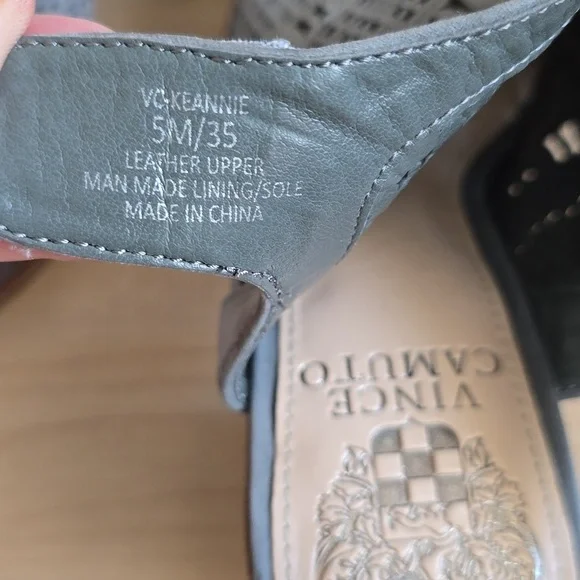 VC-KEANNIE
5M/35
LEATHER UPPER
MAN MADE LINING/SOLE
MADE IN CHINA
VINCE
CAMUTO